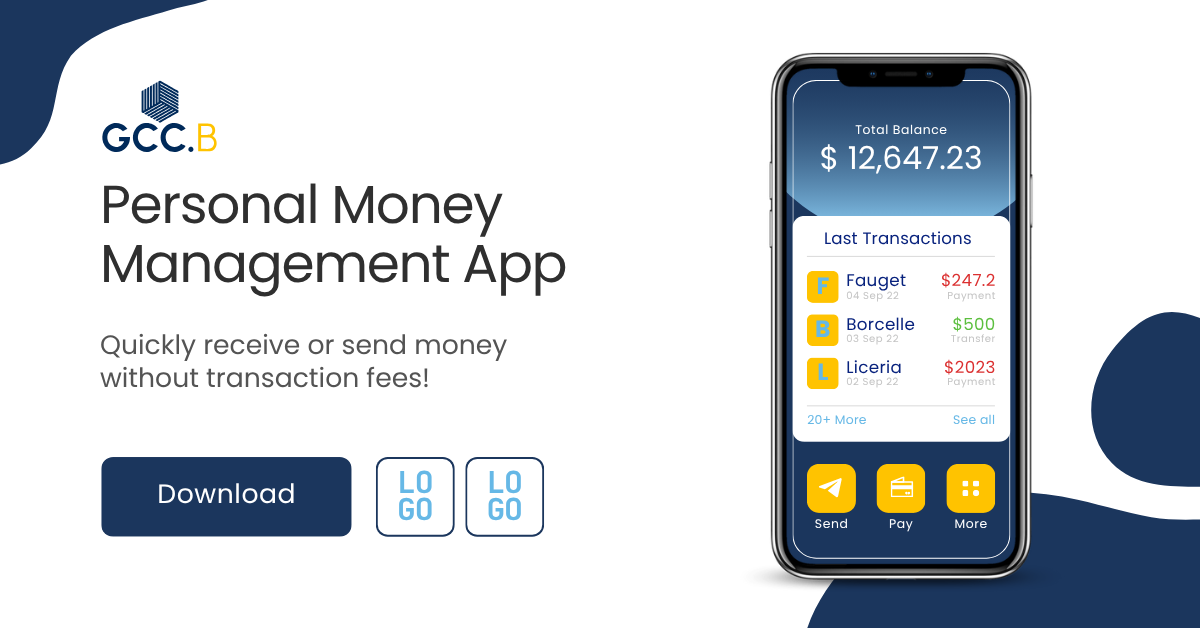 GCC.B
Personal Money
Management App
Quickly receive or send money
without transaction fees!
Download
LO
GO
LO
GO
Total Balance
$ 12,647.23
Last Transactions
F
Fauget
$247.2
04 Sep 22
Payment
B
Borcelle
$500
03 Sep 22
Transfer
L
Liceria
$2023
02 Sep 22
Payment
20+ More
See all
Send
Pay
More